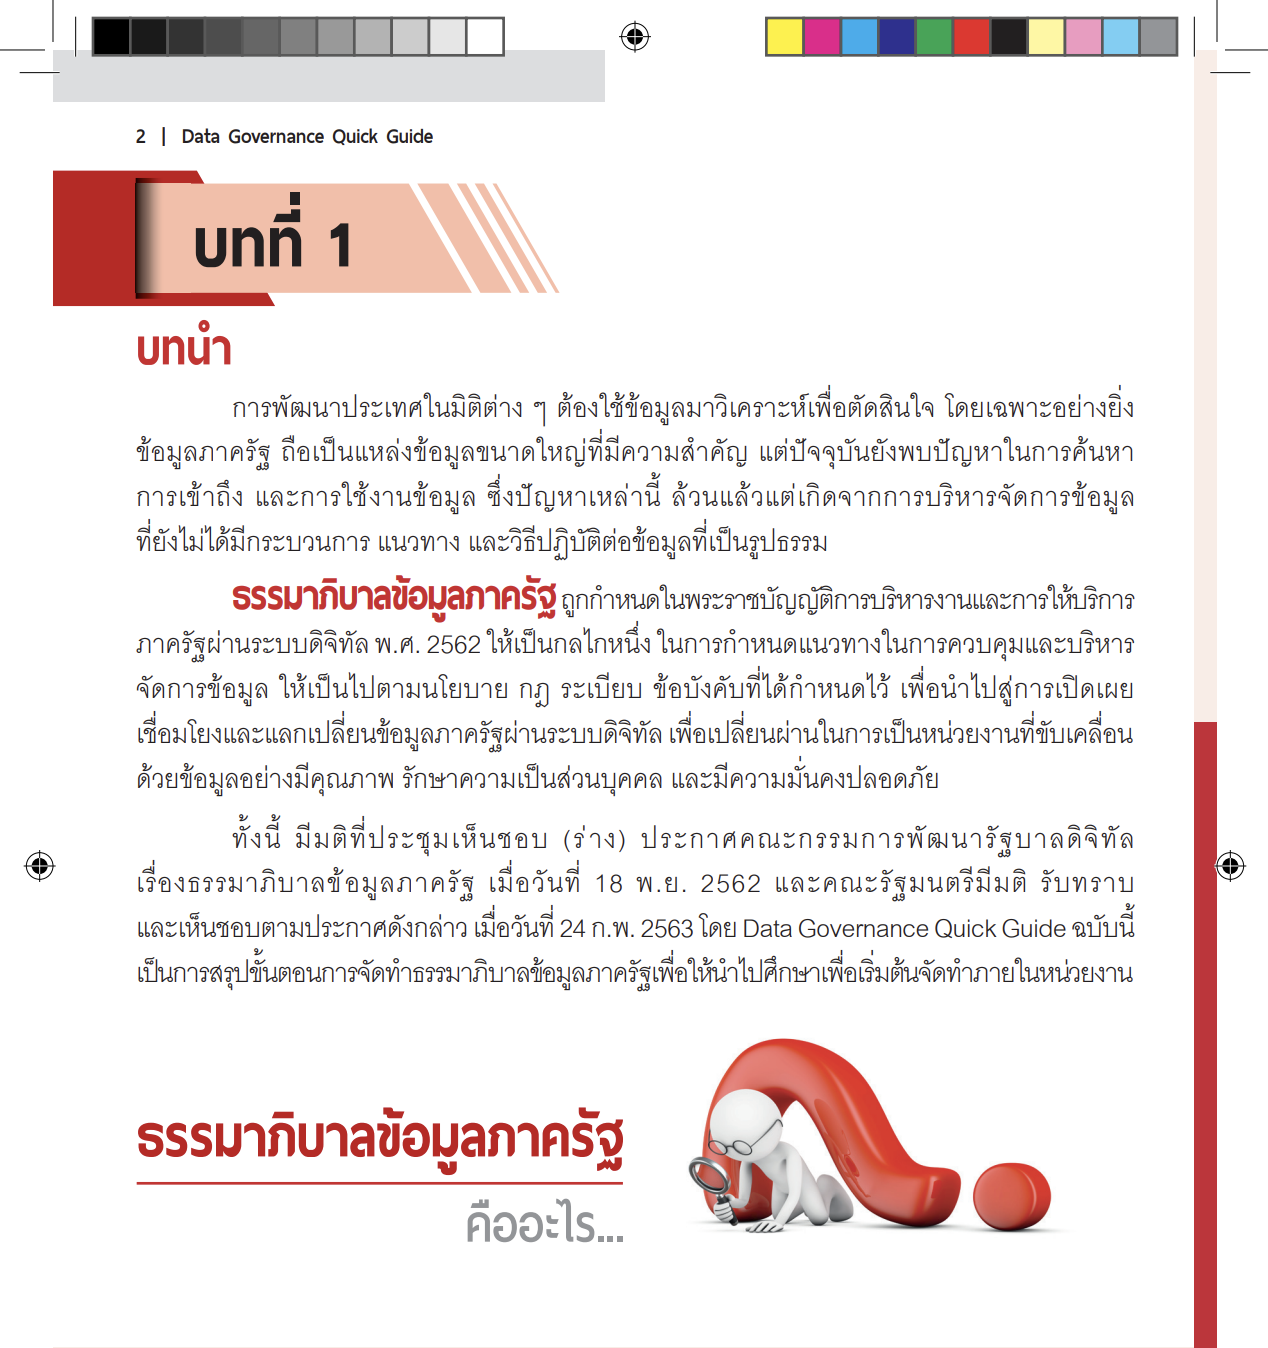 2 | Data Governance Quick Guide
บทที่ 1
บทนำ
การพัฒนาประเทศในมิติต่าง ๆ ต้องใช้ข้อมูลมาวิเคราะห์เพื่อตัดสินใจ โดยเฉพาะอย่างยิ่ง
ข้อมูลภาครัฐ ถือเป็นแหล่งข้อมูลขนาดใหญ่ที่มีความสำคัญ แต่ปัจจุบันยังพบปัญหาในการค้นหา
การเข้าถึง และการใช้งานข้อมูล ซึ่งปัญหาเหล่านี้ ล้วนแล้วแต่เกิดจากการบริหารจัดการข้อมูล
ที่ยังไม่ได้มีกระบวนการ แนวทาง และวิธีปฏิบัติต่อข้อมูลที่เป็นรูปธรรม
ธรรมาภิบาลข้อมูลภาครัฐ ถูกกำหนดในพระราชบัญญัติการบริหารงานและการให้บริการ
ภาครัฐผ่านระบบดิจิทัล พ.ศ. 2562 ให้เป็นกลไกหนึ่ง ในการกำหนดแนวทางในการควบคุมและบริหาร
จัดการข้อมูล ให้เป็นไปตามนโยบาย กฎ ระเบียบ ข้อบังคับที่ได้กำหนดไว้ เพื่อนำไปสู่การเปิดเผย
เชื่อมโยงและแลกเปลี่ยนข้อมูลภาครัฐผ่านระบบดิจิทัล เพื่อเปลี่ยนผ่านในการเป็นหน่วยงานที่ขับเคลื่อน
ด้วยข้อมูลอย่างมีคุณภาพ รักษาความเป็นส่วนบุคคล และมีความมั่นคงปลอดภัย
ทั้งนี้ มีมติที่ประชุมเห็นชอบ (ร่าง) ประกาศคณะกรรมการพัฒนารัฐบาลดิจิทัล
เรื่องธรรมาภิบาลข้อมูลภาครัฐ เมื่อวันที่ 18 พ.ย. 2562 และคณะรัฐมนตรีมีมติ รับทราบ
และเห็นชอบตามประกาศดังกล่าว เมื่อวันที่ 24 ก.พ. 2563 โดย Data Governance Quick Guide ฉบับนี้
เป็นการสรุปขั้นตอนการจัดทำธรรมาภิบาลข้อมูลภาครัฐเพื่อให้นำไปศึกษาเพื่อเริ่มต้นจัดทำภายในหน่วยงาน
ธรรมาภิบาลข้อมูลภาครัฐ
คืออะไร...